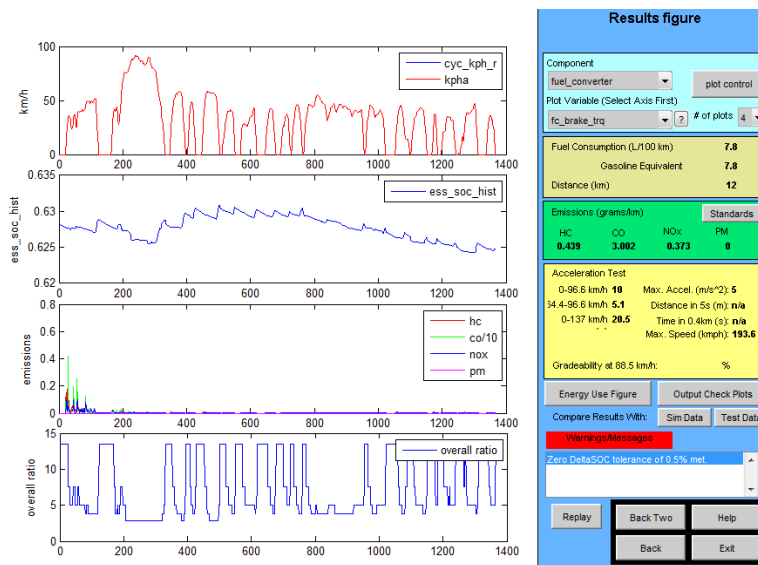 100
50
0
km/h
cyc_kph_r
kpha
0
200
400
600
800
1000
1200
1400
0.635
0.63
0.625
0.62
ess_soc_hist
ess_soc_hist
0
200
400
600
800
1000
1200
1400
0.8
0.6
0.4
0.2
0
emissions
hc
co/10
nox
pm
0
200
400
600
800
1000
1200
1400
15
10
5
0
overall ratio
overall ratio
0
200
400
600
800
1000
1200
1400
Results figure
Component
fuel_converter
plot control
Plot Variable (Select Axis First)
fc_brake_trq ? # of plots 4
Fuel Consumption (L/100 km) 7.8
Gasoline Equivalent 7.8
Distance (km) 12
Emissions (grams/km) Standards
HC CO NOx PM
0.439 3.002 0.373 0
Acceleration Test
0-96.6 km/h 10 Max. Accel. (m/s^2): 5
64.4-96.6 km/h 5.1 Distance in 5s (m): n/a
0-137 km/h 20.5 Time in 0.4km (s): n/a
Max. Speed (kmph): 193.6
Gradeability at 88.5 km/h: %
Energy Use Figure Output Check Plots
Compare Results With: Sim Data Test Data
Warnings/Messages
Zero DeltaSOC tolerance of 0.5% met.
Replay Back Two Help
Back Exit